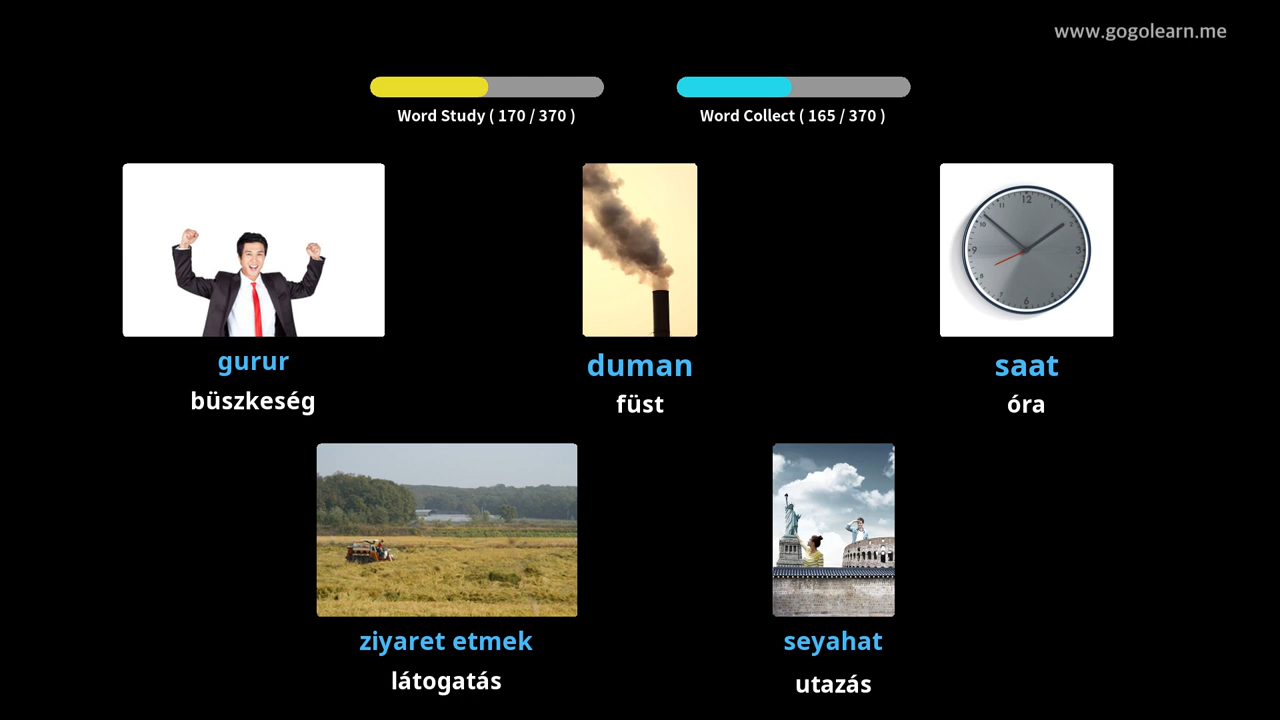 www.gogolearn.me
Word Study ( 170 / 370 )
Word Collect ( 165 / 370 )
gurur
büszkeség
duman
füst
saat
óra
ziyaret etmek
látogatás
seyahat
utazás